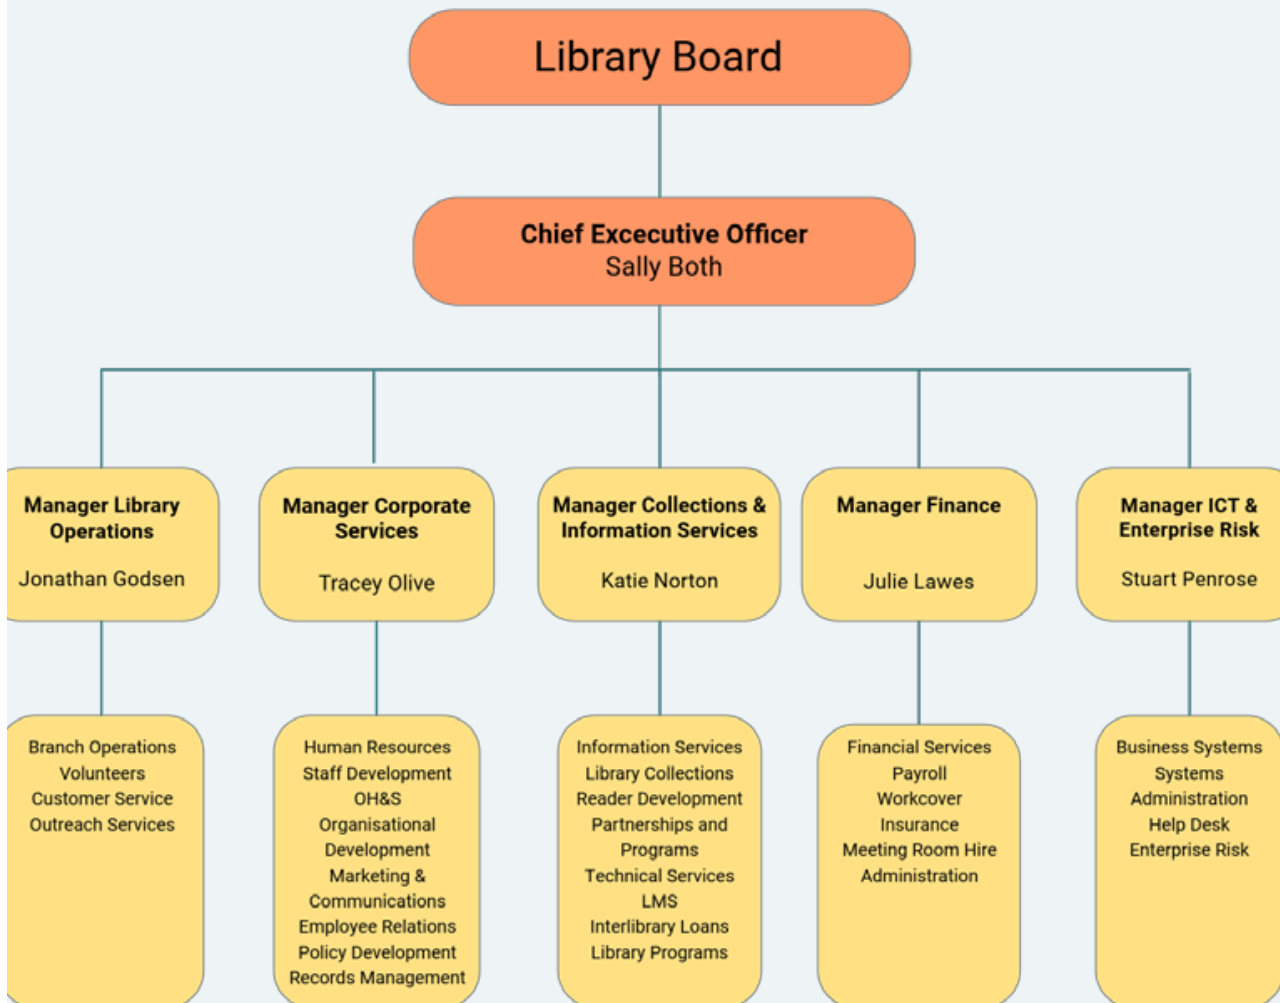 Library Board
Chief Excecutive Officer
Sally Both
Manager Library
Operations
Jonathan Godsen
Manager Corporate
Services
Tracey Olive
Manager Collections &
Information Services
Katie Norton
Manager Finance
Julie Lawes
Manager ICT &
Enterprise Risk
Stuart Penrose
Branch Operations
Volunteers
Customer Service
Outreach Services
Human Resources
Staff Development
OH&S
Organisational
Development
Marketing &
Communications
Employee Relations
Policy Development
Records Management
Information Services
Library Collections
Reader Development
Partnerships and
Programs
Technical Services
LMS
Interlibrary Loans
Library Programs
Financial Services
Payroll
Workcover
Insurance
Meeting Room Hire
Administration
Business Systems
Systems
Administration
Help Desk
Enterprise Risk